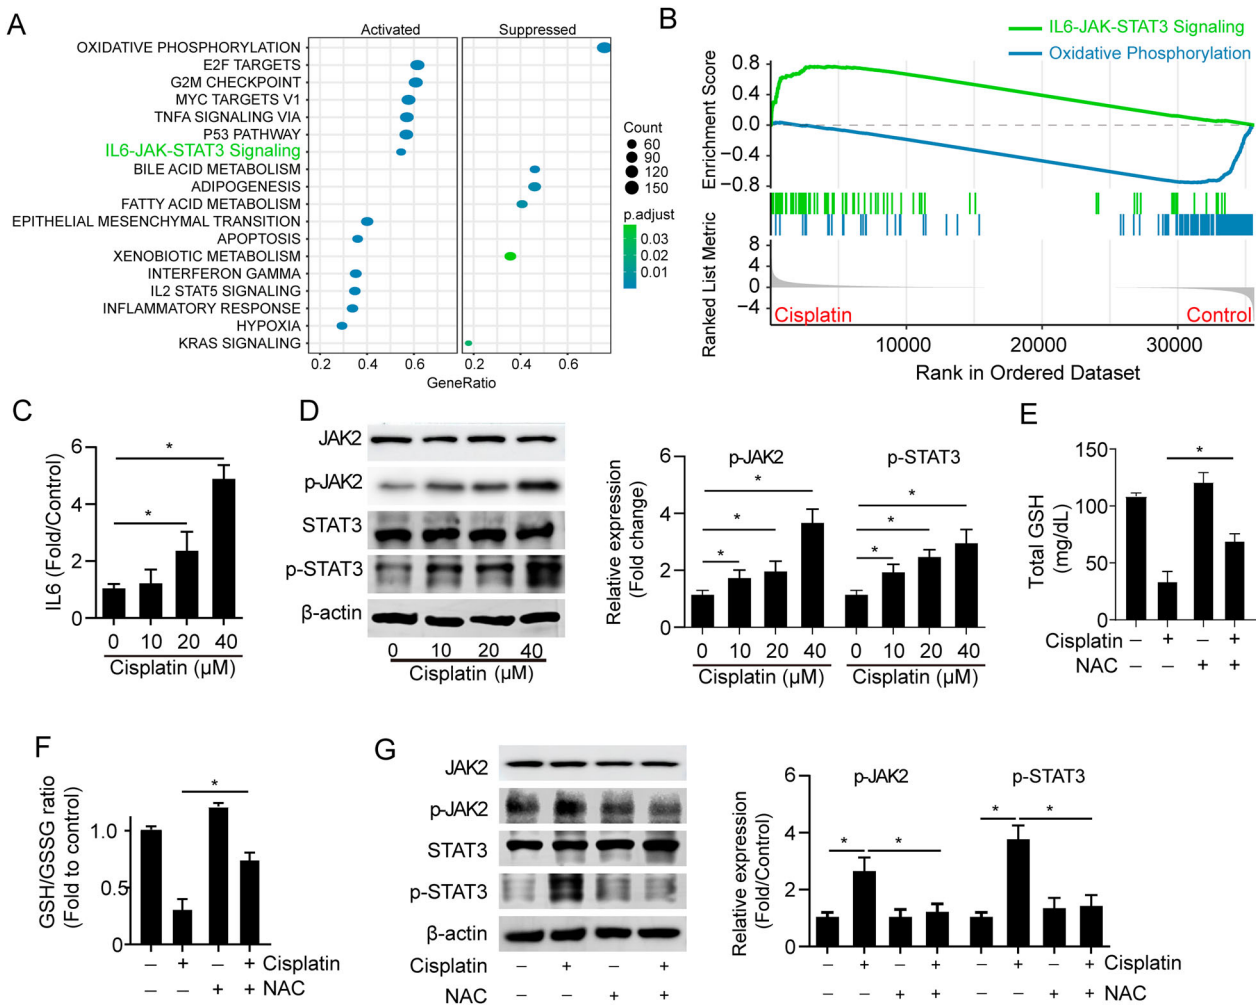 A
Activated
Suppressed
OXIDATIVE PHOSPHORYLATION
E2F TARGETS
G2M CHECKPOINT
MYC TARGETS V1
TNFA SIGNALING VIA
P53 PATHWAY
IL6-JAK-STAT3 Signaling
BILE ACID METABOLISM
ADIPOGENESIS
FATTY ACID METABOLISM
EPITHELIAL MESENCHYMAL TRANSITION
APOPTOSIS
XENOBIOTIC METABOLISM
INTERFERON GAMMA
IL2 STAT5 SIGNALING
INFLAMMATORY RESPONSE
HYPOXIA
KRAS SIGNALING
0.2 0.4 0.6 0.2 0.4 0.6
GeneRatio
Count
60
90
120
150
p.adjust
0.03
0.02
0.01
B
IL6-JAK-STAT3 Signaling
Oxidative Phosphorylation
Enrichment Score
0.8
0.4
0.0
−0.4
−0.8
Ranked List Metric
8
4
0
−4
Cisplatin
Control
10000 20000 30000
Rank in Ordered Dataset
C
IL6 (Fold/Control)
6
4
2
0
* *
0 10 20 40
Cisplatin (μM)
D
JAK2
p-JAK2
STAT3
p-STAT3
β-actin
0 10 20 40
Cisplatin (μM)
Relative expression
(Fold change)
6
4
2
0
p-JAK2 p-STAT3
* * * * * *
0 10 20 40 0 10 20 40
Cisplatin (μM) Cisplatin (μM)
E
Total GSH
(mg/dL)
150
100
50
0
*
Cisplatin − + − +
NAC − − + +
F
GSH/GSSG ratio
(Fold to control)
1.0
0.5
0
*
− + − + Cisplatin
− − + + NAC
G
JAK2
p-JAK2
STAT3
p-STAT3
β-actin
Cisplatin − + − +
NAC − − + +
Relative expression
(Fold/Control)
6
4
2
0
p-JAK2 p-STAT3
* * * *
− + − + − + − + Cisplatin
− − + + − − + + NAC